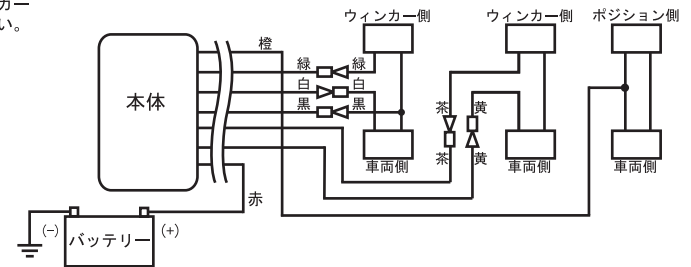 カー
い。
ウィンカー側
ウィンカー側
ポジション側
橙
緑
緑
本体
白
白
黒
黒
茶
黄
茶
黄
車両側
車両側
車両側
赤
(−)
バッテリー
(+)